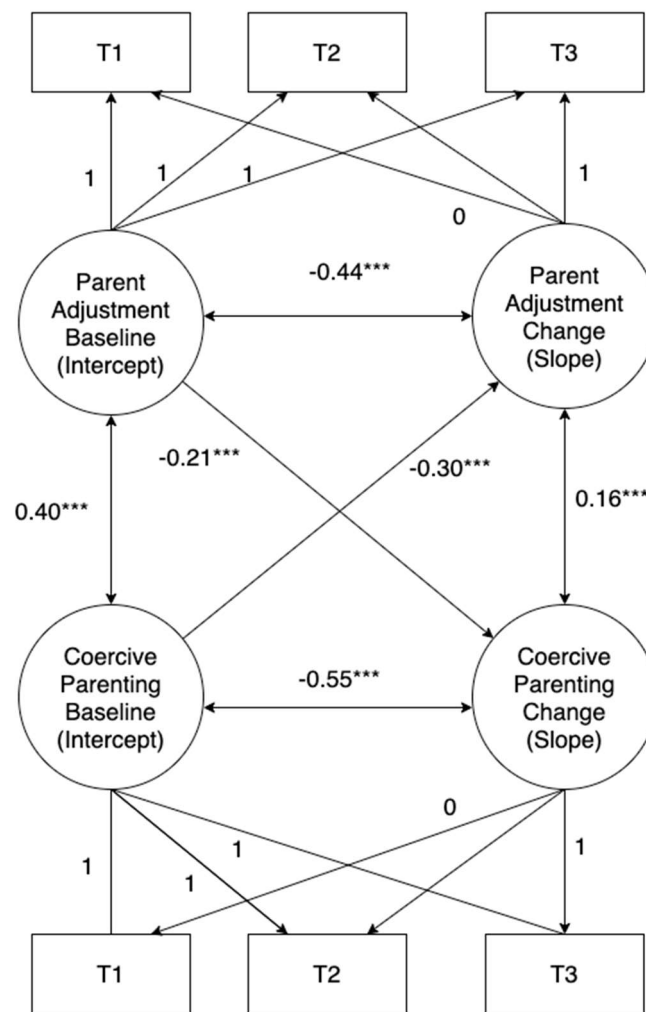 T1
T2
T3
1
1
1
1
0
Parent
Adjustment
Baseline
(Intercept)
-0.44***
Parent
Adjustment
Change
(Slope)
-0.21***
-0.30***
0.40***
0.16***
Coercive
Parenting
Baseline
(Intercept)
-0.55***
Coercive
Parenting
Change
(Slope)
0
1
1
1
1
T1
T2
T3